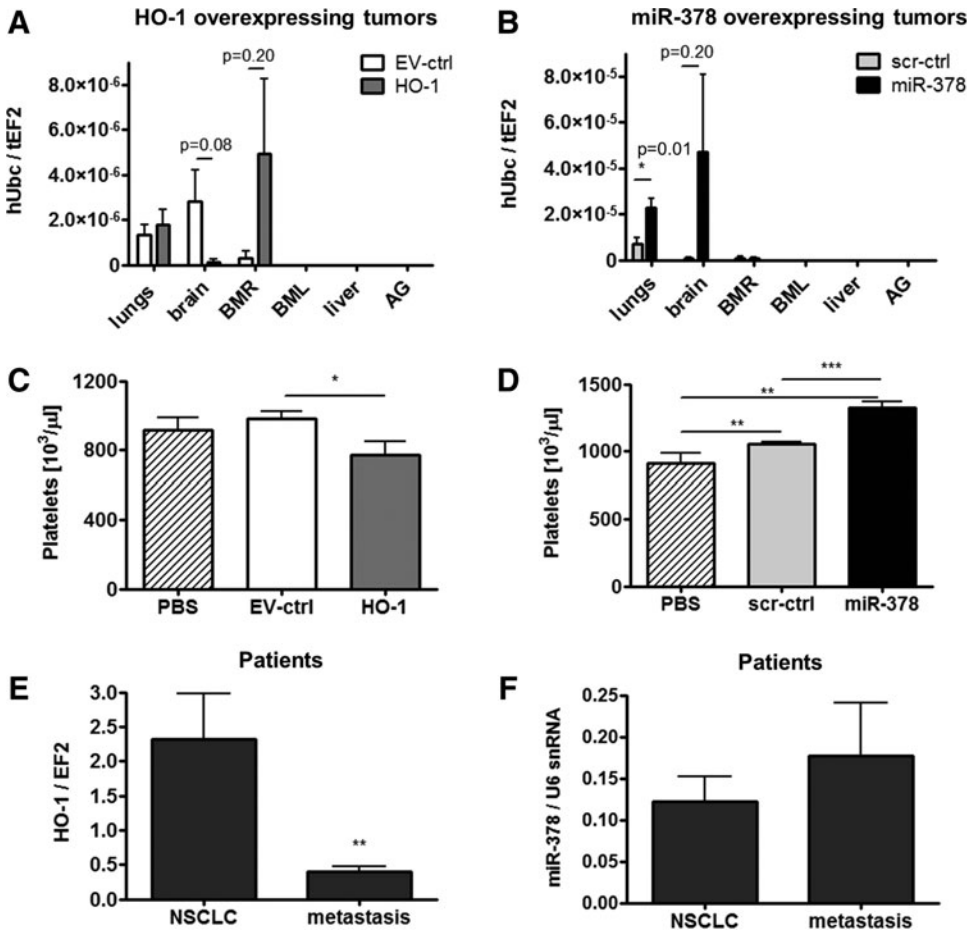 A HO-1 overexpressing tumors
hUbc / tEF2
8.0×10⁻⁶
6.0×10⁻⁶
4.0×10⁻⁶
2.0×10⁻⁶
0
p=0.20
p=0.08
EV-ctrl
HO-1
lungs brain BMR BML liver AG
B miR-378 overexpressing tumors
hUbc / tEF2
8.0×10⁻⁵
6.0×10⁻⁵
4.0×10⁻⁵
2.0×10⁻⁵
0
p=0.20
p=0.01
*
scr-ctrl
miR-378
lungs brain BMR BML liver AG
C
Platelets [10³/µl]
1200
800
400
0
*
PBS EV-ctrl HO-1
D
Platelets [10³/µl]
1500
1000
500
0
***
**
**
PBS scr-ctrl miR-378
E Patients
HO-1 / EF2
3.0
2.5
2.0
1.5
1.0
0.5
0.0
**
NSCLC metastasis
F Patients
miR-378 / U6 snRNA
0.25
0.20
0.15
0.10
0.05
0.00
NSCLC metastasis